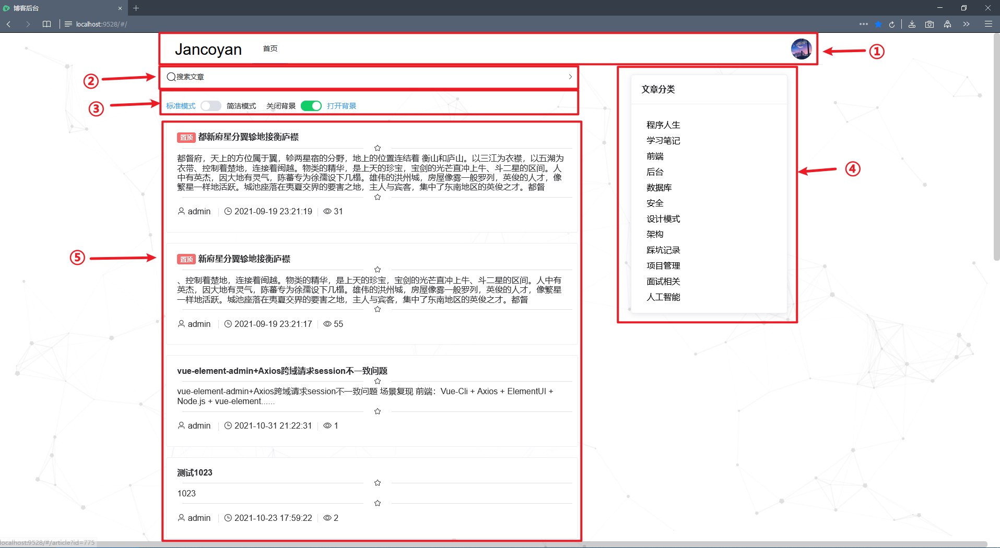 博客后台
localhost:9528/#/
Jancoyan
首页
①
②
搜索文章
③
标准模式 简洁模式 关闭背景 打开背景
文章分类
程序人生
学习笔记
前端
后台
数据库
安全
设计模式
架构
踩坑记录
项目管理
面试相关
人工智能
④
⑤
置顶 都新府星分翼轸地接衡庐襟
都督府，天上的方位属于翼，轸两星宿的分野，地上的位置连结着 衡山和庐山。以三江为衣襟，以五湖为
衣带、控制着楚地，连接着闽越。物类的精华，是上天的珍宝，宝剑的光芒直冲上牛、斗二星的区间。人
中有英杰，因大地有灵气，陈蕃专为徐孺设下几榻。雄伟的洪州城，房屋像雾一般罗列，英俊的人才，像
繁星一样地活跃。城池座落在夷夏交界的要害之地，主人与宾客，集中了东南地区的英俊之才。都督
admin 2021-09-19 23:21:19 31
置顶 新府星分翼轸地接衡庐襟
、控制着楚地，连接着闽越。物类的精华，是上天的珍宝，宝剑的光芒直冲上牛、斗二星的区间。人中有
英杰，因大地有灵气，陈蕃专为徐孺设下几榻。雄伟的洪州城，房屋像雾一般罗列，英俊的人才，像繁星
一样地活跃。城池座落在夷夏交界的要害之地，主人与宾客，集中了东南地区的英俊之才。都督
admin 2021-09-19 23:21:17 55
vue-element-admin+Axios跨域请求session不一致问题
vue-element-admin+Axios跨域请求session不一致问题 场景复现 前端：Vue-Cli + Axios + ElementUI +
Node.js + vue-element......
admin 2021-10-31 21:22:31 1
测试1023
1023
admin 2021-10-23 17:59:22 2
localhost:9528/#/article?id=775